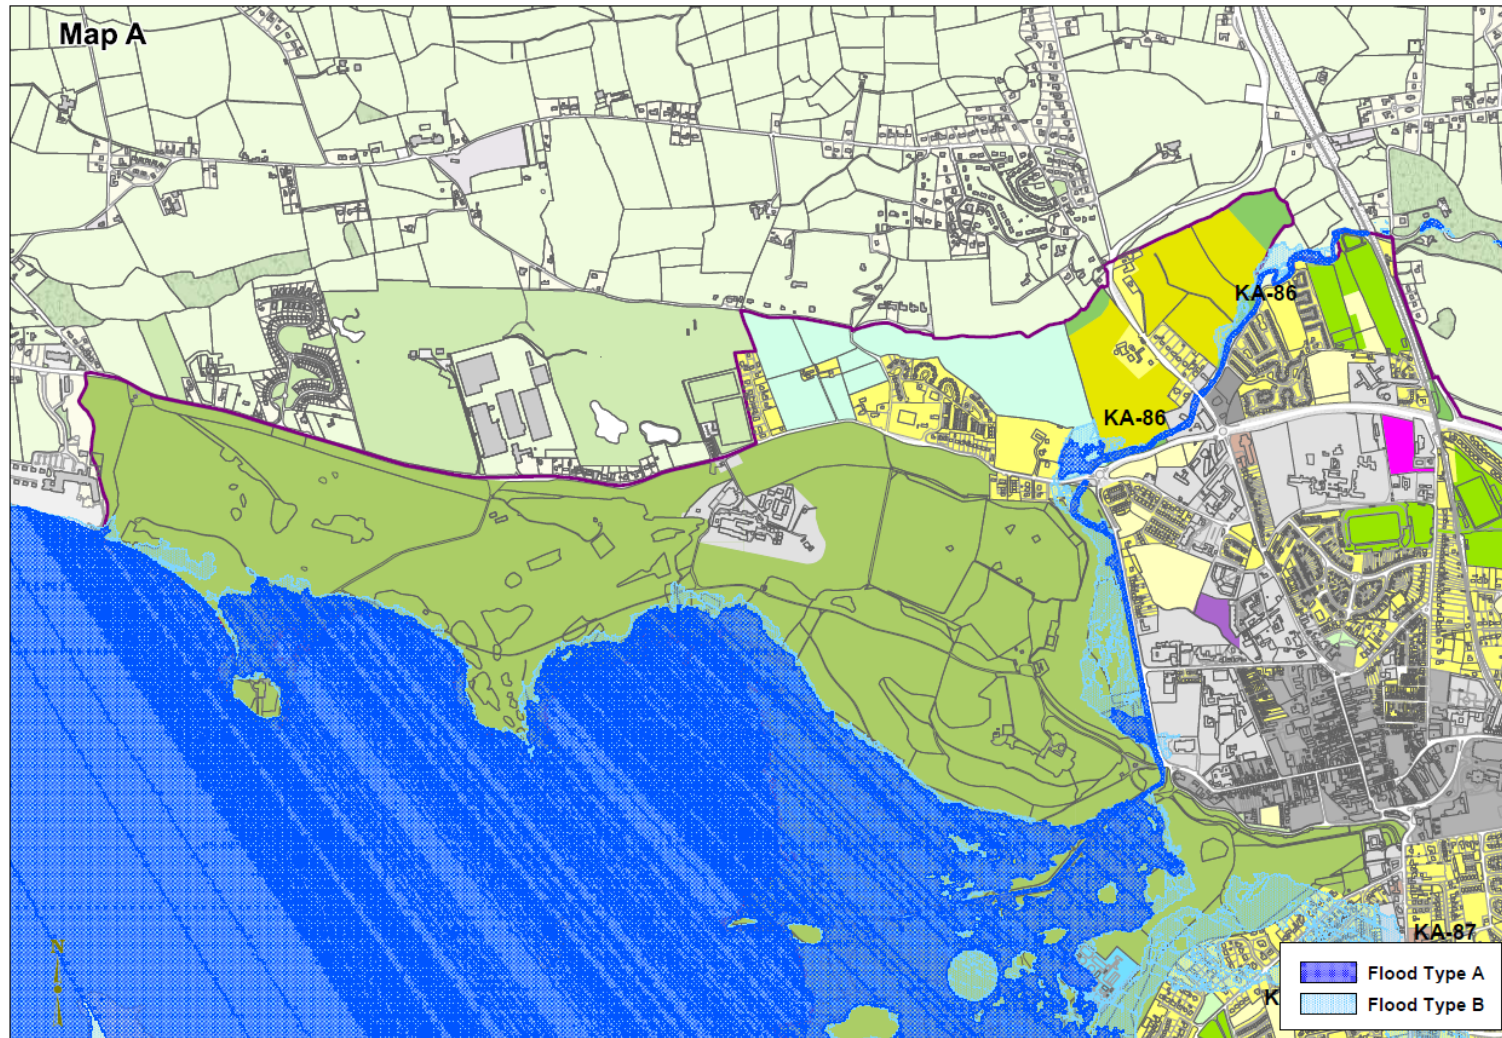 Map A
KA-86
KA-86
KA-87
K
N
Flood Type A
Flood Type B